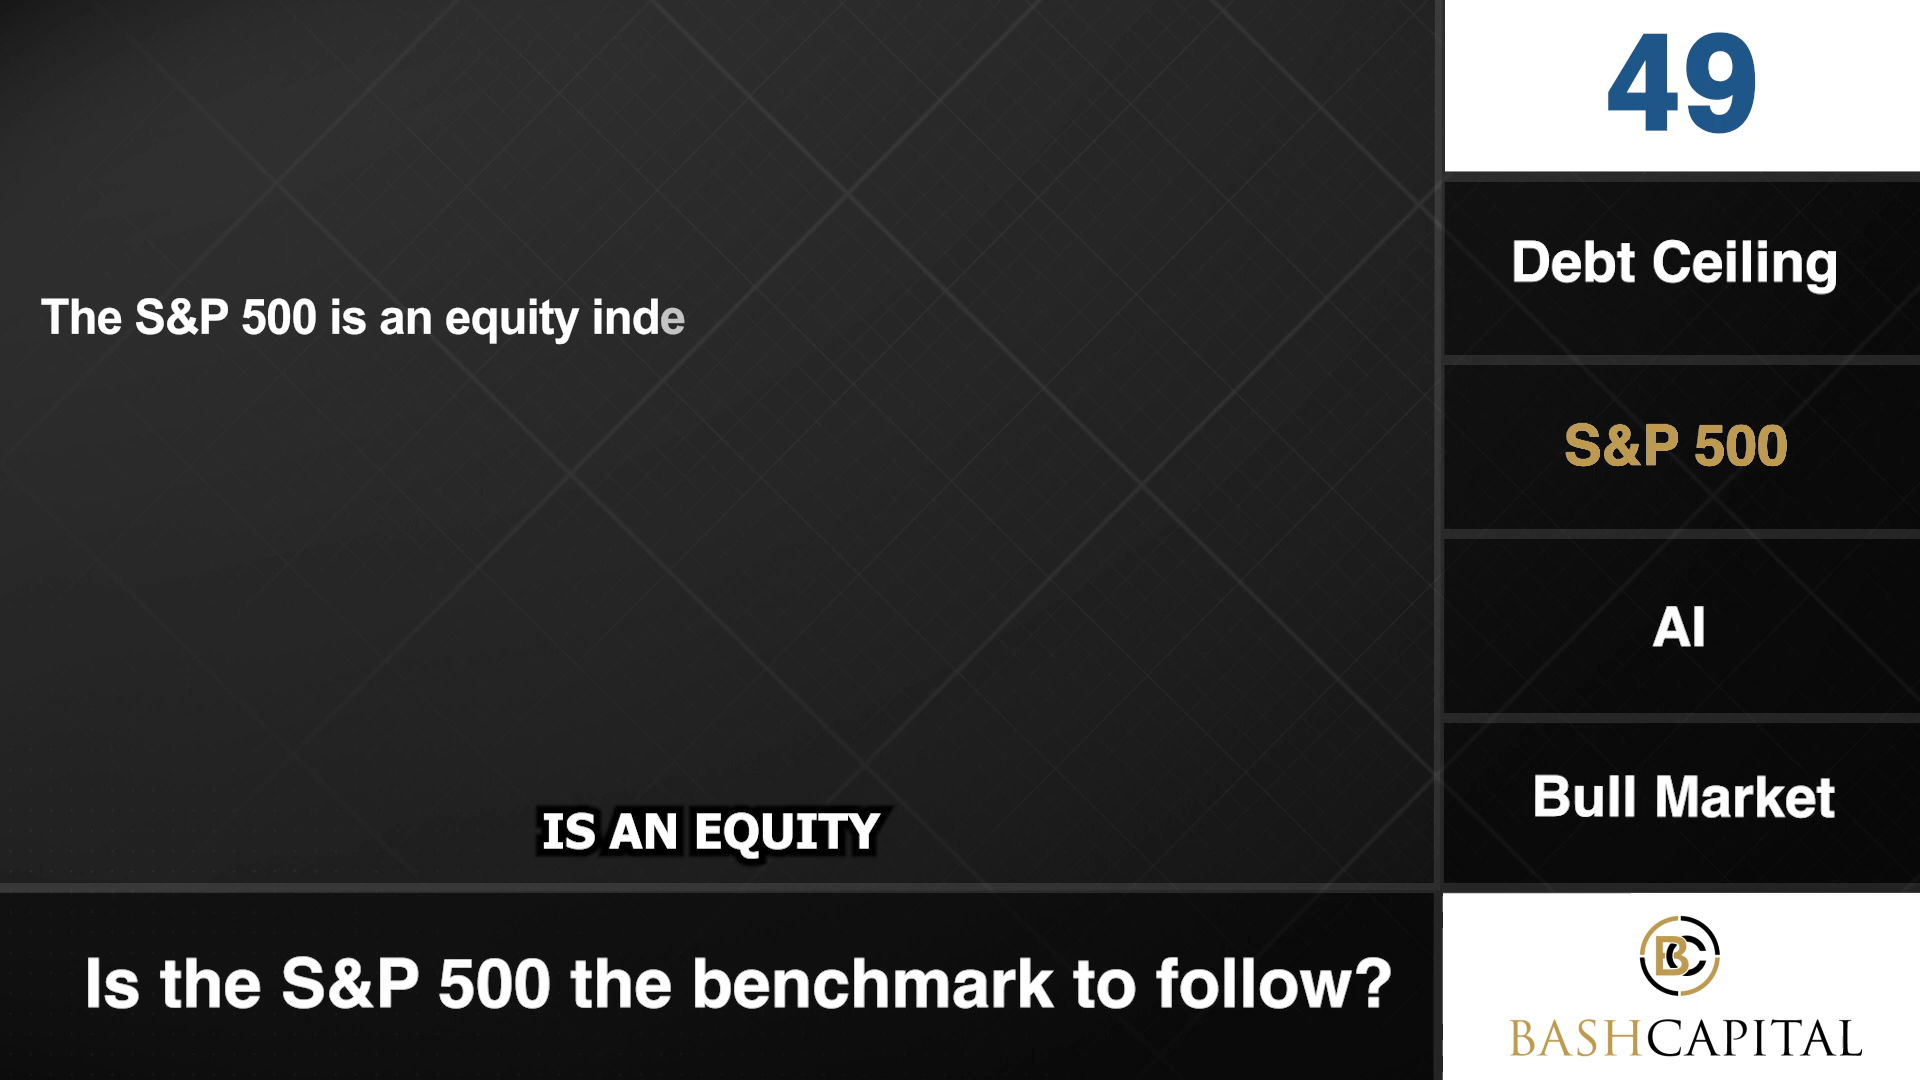 The S&P 500 is an equity inde
IS AN EQUITY
Is the S&P 500 the benchmark to follow?
49
Debt Ceiling
S&P 500
AI
Bull Market
BC
BASHCAPITAL